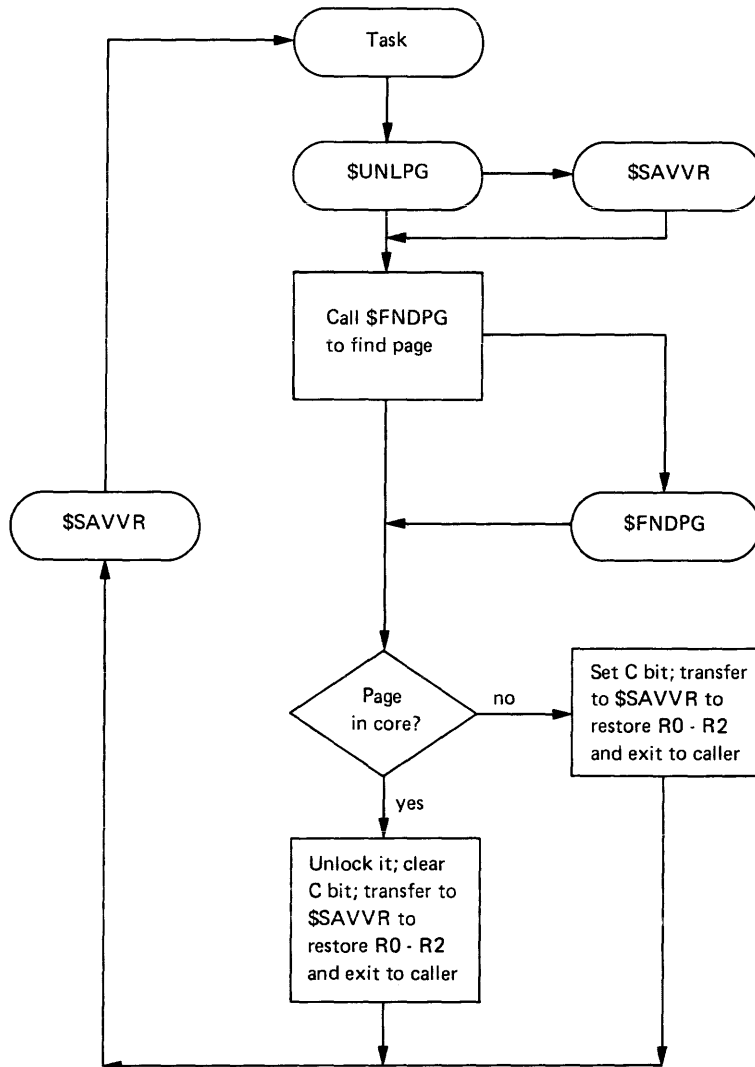 Task
$UNLPG
$SAVVR
Call $FNDPG
to find page
$SAVVR
$FNDPG
Page
in core?
no
Set C bit; transfer
to $SAVVR to
restore R0 - R2
and exit to caller
yes
Unlock it; clear
C bit; transfer to
$SAVVR to
restore R0 - R2
and exit to caller